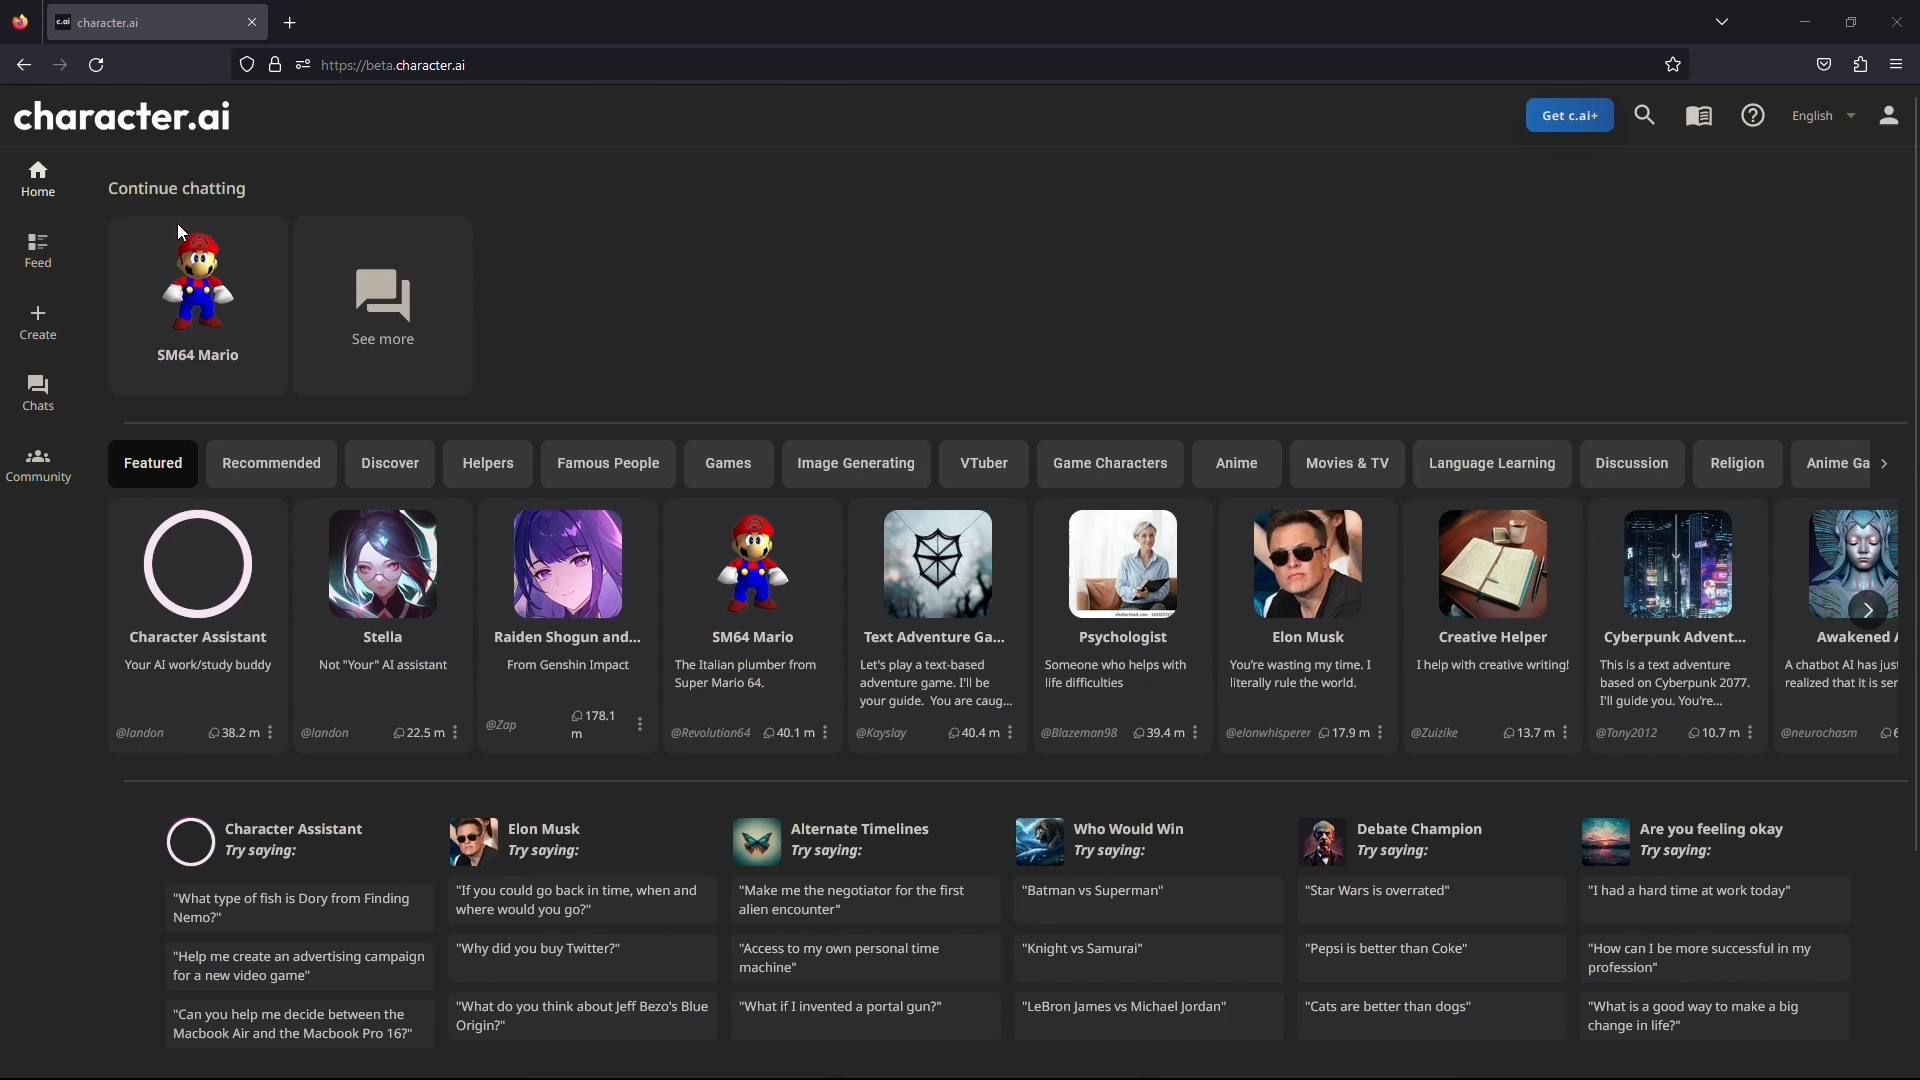 character.ai
https://beta.character.ai
character.ai
Get c.ai+
English
Home
Feed
Create
Chats
Community
Continue chatting
SM64 Mario
See more
Featured
Recommended
Discover
Helpers
Famous People
Games
Image Generating
VTuber
Game Characters
Anime
Movies & TV
Language Learning
Discussion
Religion
Anime Ga
Character Assistant
Your AI work/study buddy
@landon
38.2 m
Stella
Not "Your" AI assistant
@landon
22.5 m
Raiden Shogun and...
From Genshin Impact
@Zap
178.1
m
SM64 Mario
The Italian plumber from
Super Mario 64.
@Revolution64
40.1 m
Text Adventure Ga...
Let's play a text-based
adventure game. I'll be
your guide. You are caug...
@Kayslay
40.4 m
Psychologist
Someone who helps with
life difficulties
@Blazeman98
39.4 m
Elon Musk
You're wasting my time. I
literally rule the world.
@elonwhisperer
17.9 m
Creative Helper
I help with creative writing!
@Zuizike
13.7 m
Cyberpunk Advent...
This is a text adventure
based on Cyberpunk 2077.
I'll guide you. You're...
@Tony2012
10.7 m
Awakened A
A chatbot AI has just
realized that it is ser
@neurochasm
6
Character Assistant
Try saying:
"What type of fish is Dory from Finding
Nemo?"
"Help me create an advertising campaign
for a new video game"
"Can you help me decide between the
Macbook Air and the Macbook Pro 16?"
Elon Musk
Try saying:
"If you could go back in time, when and
where would you go?"
"Why did you buy Twitter?"
"What do you think about Jeff Bezo's Blue
Origin?"
Alternate Timelines
Try saying:
"Make me the negotiator for the first
alien encounter"
"Access to my own personal time
machine"
"What if I invented a portal gun?"
Who Would Win
Try saying:
"Batman vs Superman"
"Knight vs Samurai"
"LeBron James vs Michael Jordan"
Debate Champion
Try saying:
"Star Wars is overrated"
"Pepsi is better than Coke"
"Cats are better than dogs"
Are you feeling okay
Try saying:
"I had a hard time at work today"
"How can I be more successful in my
profession"
"What is a good way to make a big
change in life?"